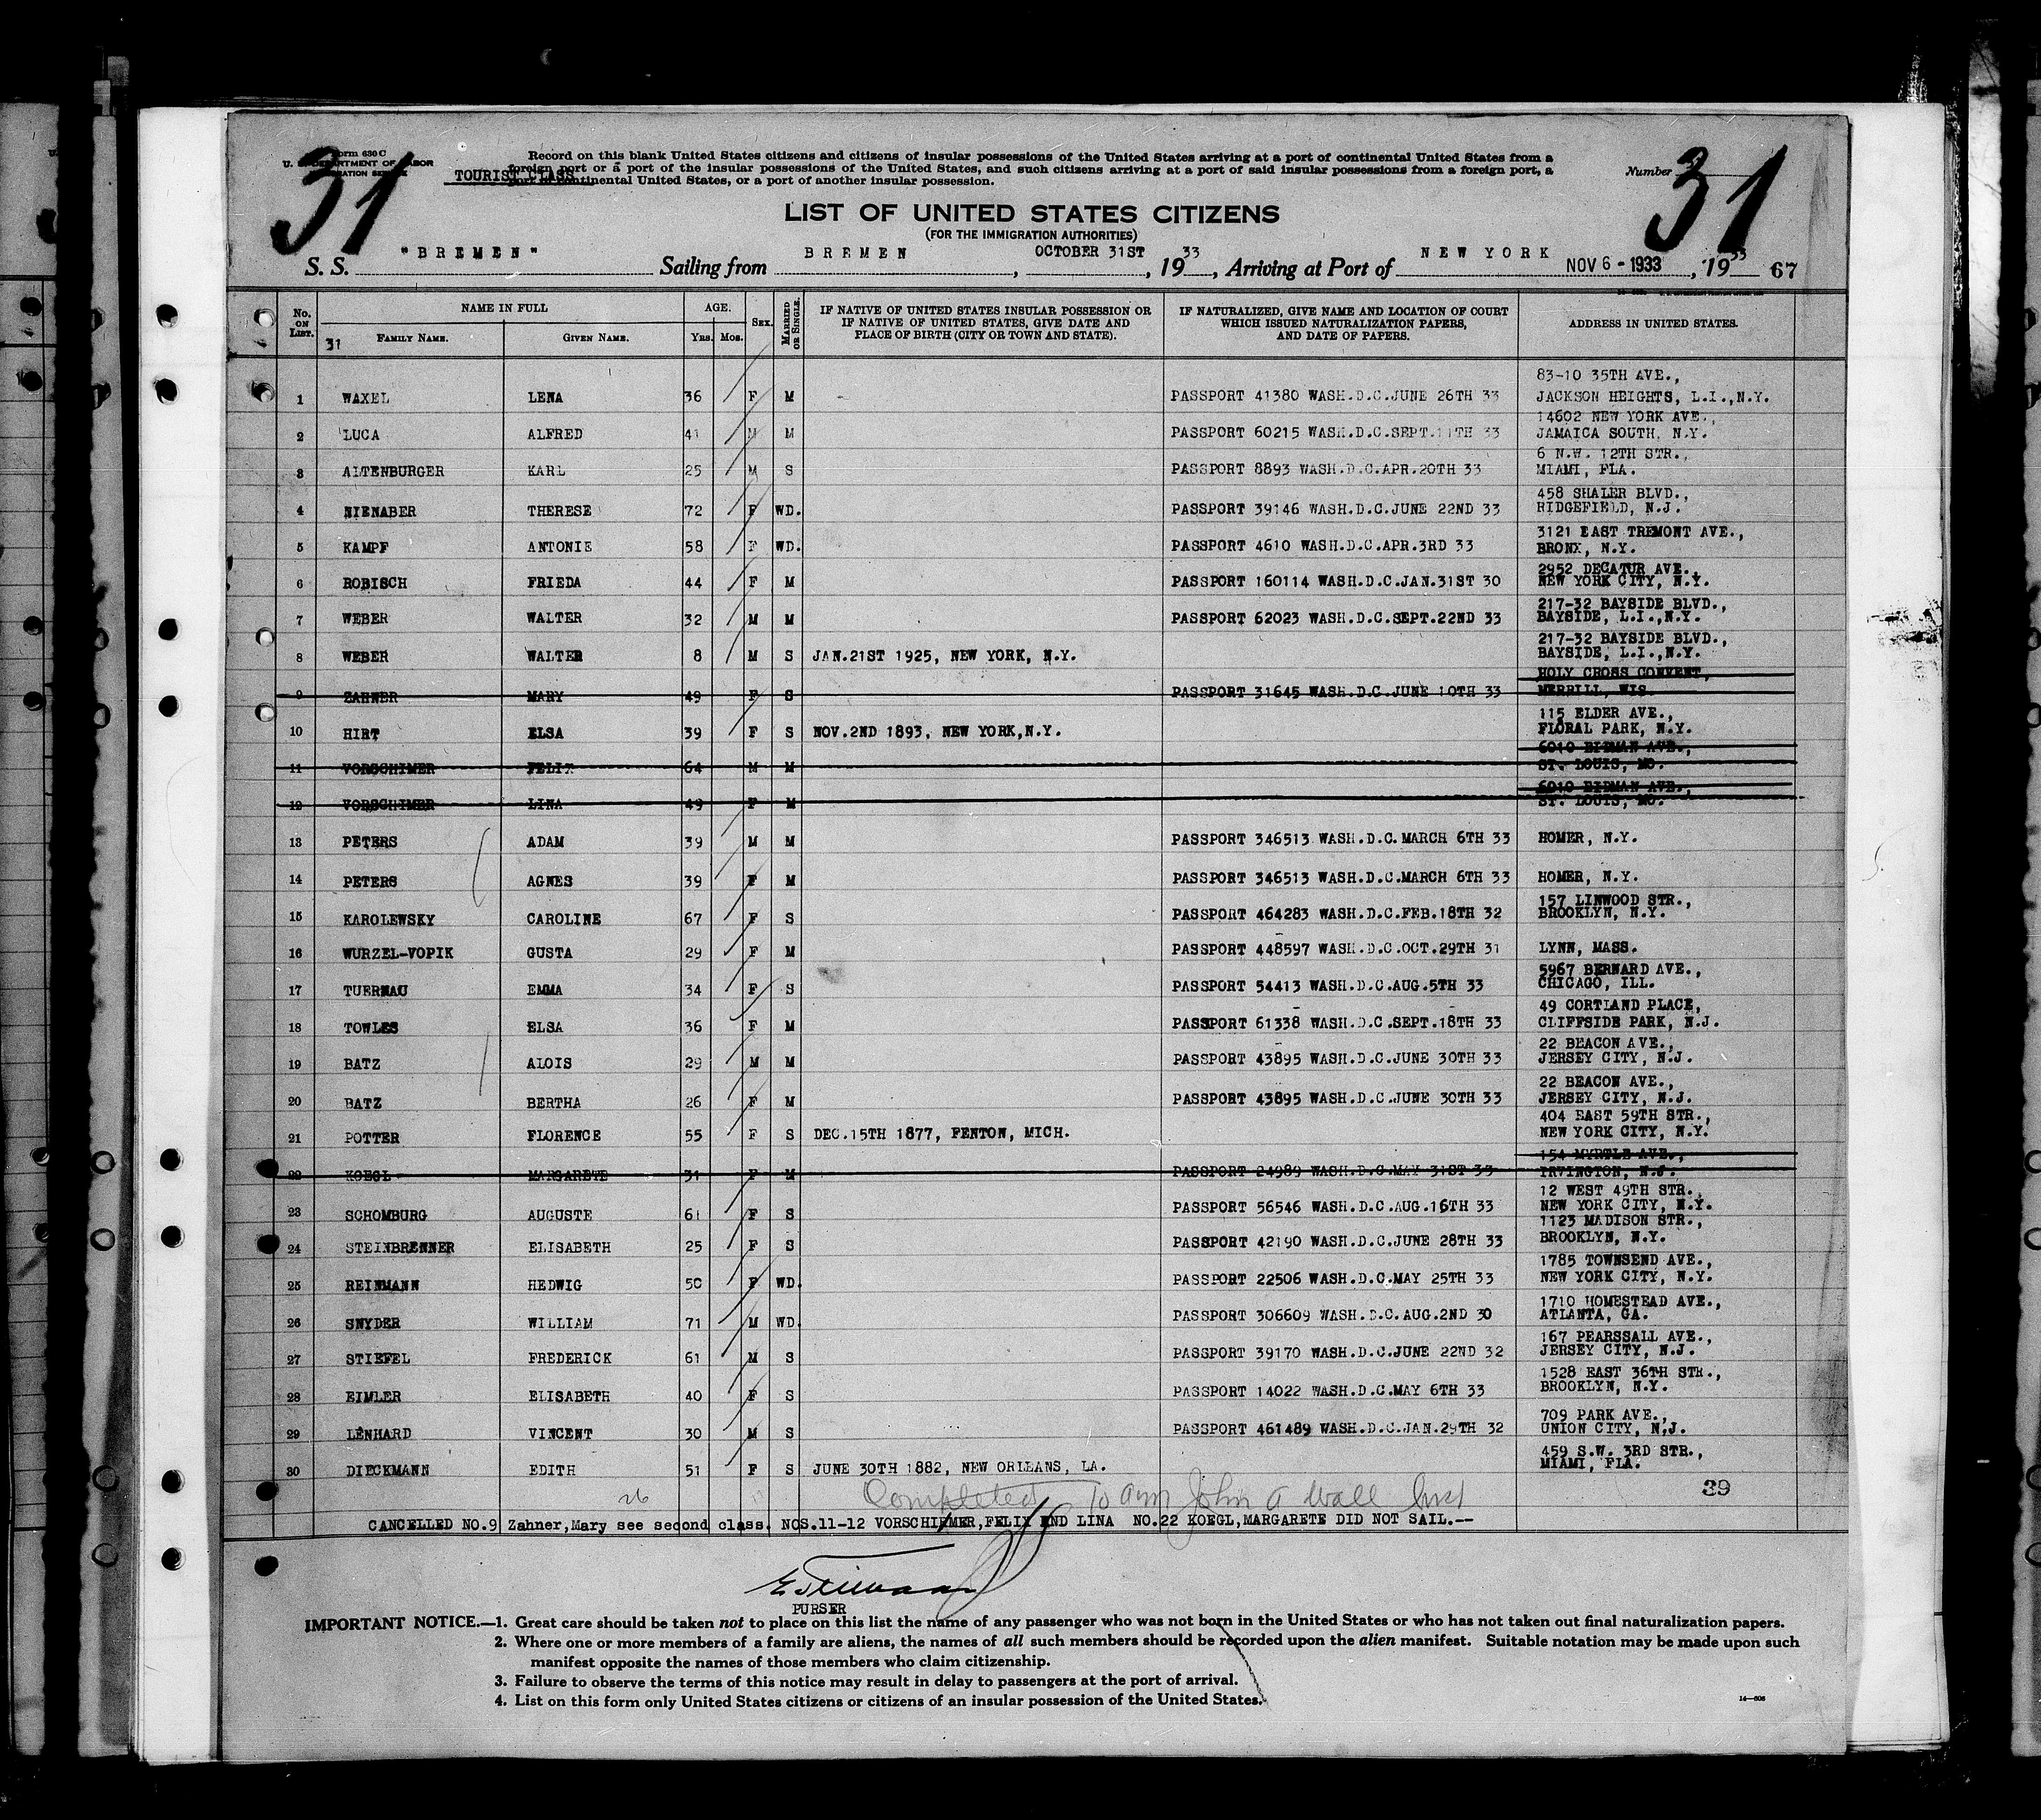 Form 630 C
U. S. DEPARTMENT OF LABOR
IMMIGRATION SERVICE
31
TOURIST CLASS
Record on this blank United States citizens and citizens of insular possessions of the United States arriving at a port of continental United States from a
foreign port or a port of the insular possessions of the United States, and such citizens arriving at a port of said insular possessions from a foreign port, a
port of continental United States, or a port of another insular possession.
Number
31
LIST OF UNITED STATES CITIZENS
(FOR THE IMMIGRATION AUTHORITIES)
S. S. "BREMEN" Sailing from BREMEN, OCTOBER 31ST, 1933, Arriving at Port of NEW YORK NOV 6 - 1933, 1933 67
No. ON LIST. NAME IN FULL AGE. SEX. MARRIED OR SINGLE. IF NATIVE OF UNITED STATES INSULAR POSSESSION OR IF NATIVE OF UNITED STATES, GIVE DATE AND PLACE OF BIRTH (CITY OR TOWN AND STATE). IF NATURALIZED, GIVE NAME AND LOCATION OF COURT WHICH ISSUED NATURALIZATION PAPERS, AND DATE OF PAPERS. ADDRESS IN UNITED STATES.
31 FAMILY NAME. GIVEN NAME. YRS. MOS.
83-10 35TH AVE.,
1 WAXEL LENA 36 F M PASSPORT 41380 WASH.D.C.JUNE 26TH 33 JACKSON HEIGHTS, L.I.,N.Y.
14602 NEW YORK AVE.,
2 LUCA ALFRED 41 M M PASSPORT 60215 WASH.D.C.SEPT.11TH 33 JAMAICA SOUTH, N.Y.
6 N.W. 12TH STR.,
3 ALTENBURGER KARL 25 M S PASSPORT 8893 WASH.D.C.APR.20TH 33 MIAMI, FLA.
458 SHALER BLVD.,
4 NIENABER THERESE 72 F WD. PASSPORT 39146 WASH.D.C.JUNE 22ND 33 RIDGEFIELD, N.J.
3121 EAST TREMONT AVE.,
5 KAMPF ANTONIE 58 F WD. PASSPORT 4610 WASH.D.C.APR.3RD 33 BRONX, N.Y.
2952 DECATUR AVE.,
6 ROBISCH FRIEDA 44 F M PASSPORT 160114 WASH.D.C.JAN.31ST 30 NEW YORK CITY, N.Y.
217-32 BAYSIDE BLVD.,
7 WEBER WALTER 32 M M PASSPORT 62023 WASH.D.C.SEPT.22ND 33 BAYSIDE, L.I.,N.Y.
217-32 BAYSIDE BLVD.,
8 WEBER WALTER 8 M S JAN.21ST 1925, NEW YORK, N.Y. BAYSIDE, L.I.,N.Y.
HOLY CROSS CONVENT,
9 ZAHNER MARY 49 F S PASSPORT 31645 WASH.D.C.JUNE 10TH 33 MERRILL, WIS.
115 ELDER AVE.,
10 HIRT ELSA 39 F S NOV.2ND 1893, NEW YORK,N.Y. FLORAL PARK, N.Y.
6010 AVE.,
11 VORSCHIMER FELIX 64 M M ST. LOUIS, MO.
6010 AVE.,
12 VORSCHIMER LINA 49 F M ST. LOUIS, MO.
13 PETERS ADAM 39 M M PASSPORT 346513 WASH.D.C.MARCH 6TH 33 HOMER, N.Y.
14 PETERS AGNES 39 F M PASSPORT 346513 WASH.D.C.MARCH 6TH 33 HOMER, N.Y.
157 LINWOOD STR.,
15 KAROLEWSKY CAROLINE 67 F S PASSPORT 464283 WASH.D.C.FEB.18TH 32 BROOKLYN, N.Y.
16 WURZEL-VOPIK GUSTA 29 F M PASSPORT 448597 WASH.D.C.OCT.29TH 31 LYNN, MASS.
5967 BERNARD AVE.,
17 TUERNAU EMMA 34 F S PASSPORT 54413 WASH.D.C.AUG.5TH 33 CHICAGO, ILL.
49 CORTLAND PLACE,
18 TOWLES ELSA 36 F M PASSPORT 61338 WASH.D.C.SEPT.18TH 33 CLIFFSIDE PARK, N.J.
22 BEACON AVE.,
19 BATZ ALOIS 29 M M PASSPORT 43895 WASH.D.C.JUNE 30TH 33 JERSEY CITY, N.J.
22 BEACON AVE.,
20 BATZ BERTHA 26 F M PASSPORT 43895 WASH.D.C.JUNE 30TH 33 JERSEY CITY, N.J.
404 EAST 59TH STR.,
21 POTTER FLORENCE 55 F S DEC.15TH 1877, FENTON, MICH. NEW YORK CITY, N.Y.
154 MYRTLE AVE.,
22 KOEGL MARGARETE 31 F M PASSPORT 24989 WASH.D.C.MAY 31ST 33 IRVINGTON, N.J.
12 WEST 49TH STR.,
23 SCHOMBURG AUGUSTE 61 F S PASSPORT 56546 WASH.D.C.AUG.16TH 33 NEW YORK CITY, N.Y.
1123 MADISON STR.,
24 STEINBRENNER ELISABETH 25 F S PASSPORT 42190 WASH.D.C.JUNE 28TH 33 BROOKLYN, N.Y.
1785 TOWNSEND AVE.,
25 REINMANN HEDWIG 50 F WD. PASSPORT 22506 WASH.D.C.MAY 25TH 33 NEW YORK CITY, N.Y.
1710 HOMESTEAD AVE.,
26 SNYDER WILLIAM 71 M WD. PASSPORT 306609 WASH.D.C.AUG.2ND 30 ATLANTA, GA.
167 PEARSSALL AVE.,
27 STIEFEL FREDERICK 61 M S PASSPORT 39170 WASH.D.C.JUNE 22ND 32 JERSEY CITY, N.J.
1528 EAST 36TH STR.,
28 EIMLER ELISABETH 40 F S PASSPORT 14022 WASH.D.C.MAY 6TH 33 BROOKLYN, N.Y.
709 PARK AVE.,
29 LENHARD VINCENT 30 M S PASSPORT 461489 WASH.D.C.JAN.29TH 32 UNION CITY, N.J.
459 S.W. 3RD STR.,
30 DIECKMANN EDITH 51 F S JUNE 30TH 1882, NEW ORLEANS, LA. MIAMI, FLA.
26 Completed To John A Wall Insp 39
CANCELLED NO.9 Zahner,Mary see second class. NOS.11-12 VORSCHIRMER,FELIX END LINA NO.22 KOEGL,MARGARETE DID NOT SAIL.--
PURSER
IMPORTANT NOTICE.—1. Great care should be taken not to place on this list the name of any passenger who was not born in the United States or who has not taken out final naturalization papers.
2. Where one or more members of a family are aliens, the names of all such members should be recorded upon the alien manifest. Suitable notation may be made upon such
manifest opposite the names of those members who claim citizenship.
3. Failure to observe the terms of this notice may result in delay to passengers at the port of arrival.
4. List on this form only United States citizens or citizens of an insular possession of the United States.
14—606